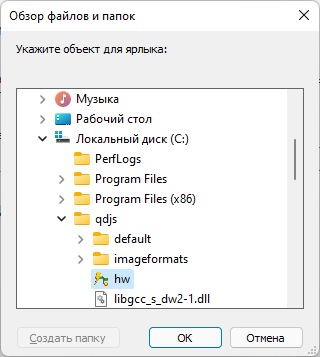 Обзор файлов и папок
Укажите объект для ярлыка:
Музыка
Рабочий стол
Локальный диск (C:)
PerfLogs
Program Files
Program Files (x86)
qdjs
default
imageformats
hw
libgcc_s_dw2-1.dll
Создать папку
ОК
Отмена